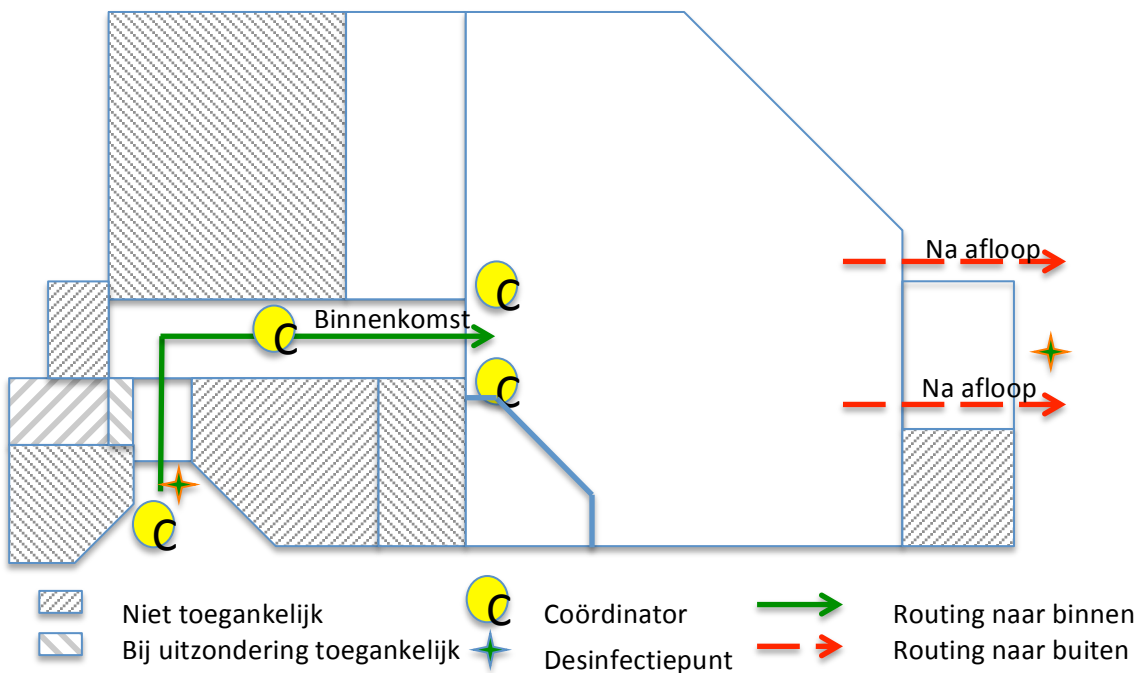 Na afloop
C
Binnenkomst
C
C
Na afloop
C
Niet toegankelijk
C
Coördinator
Routing naar binnen
Bij uitzondering toegankelijk
Desinfectiepunt
Routing naar buiten